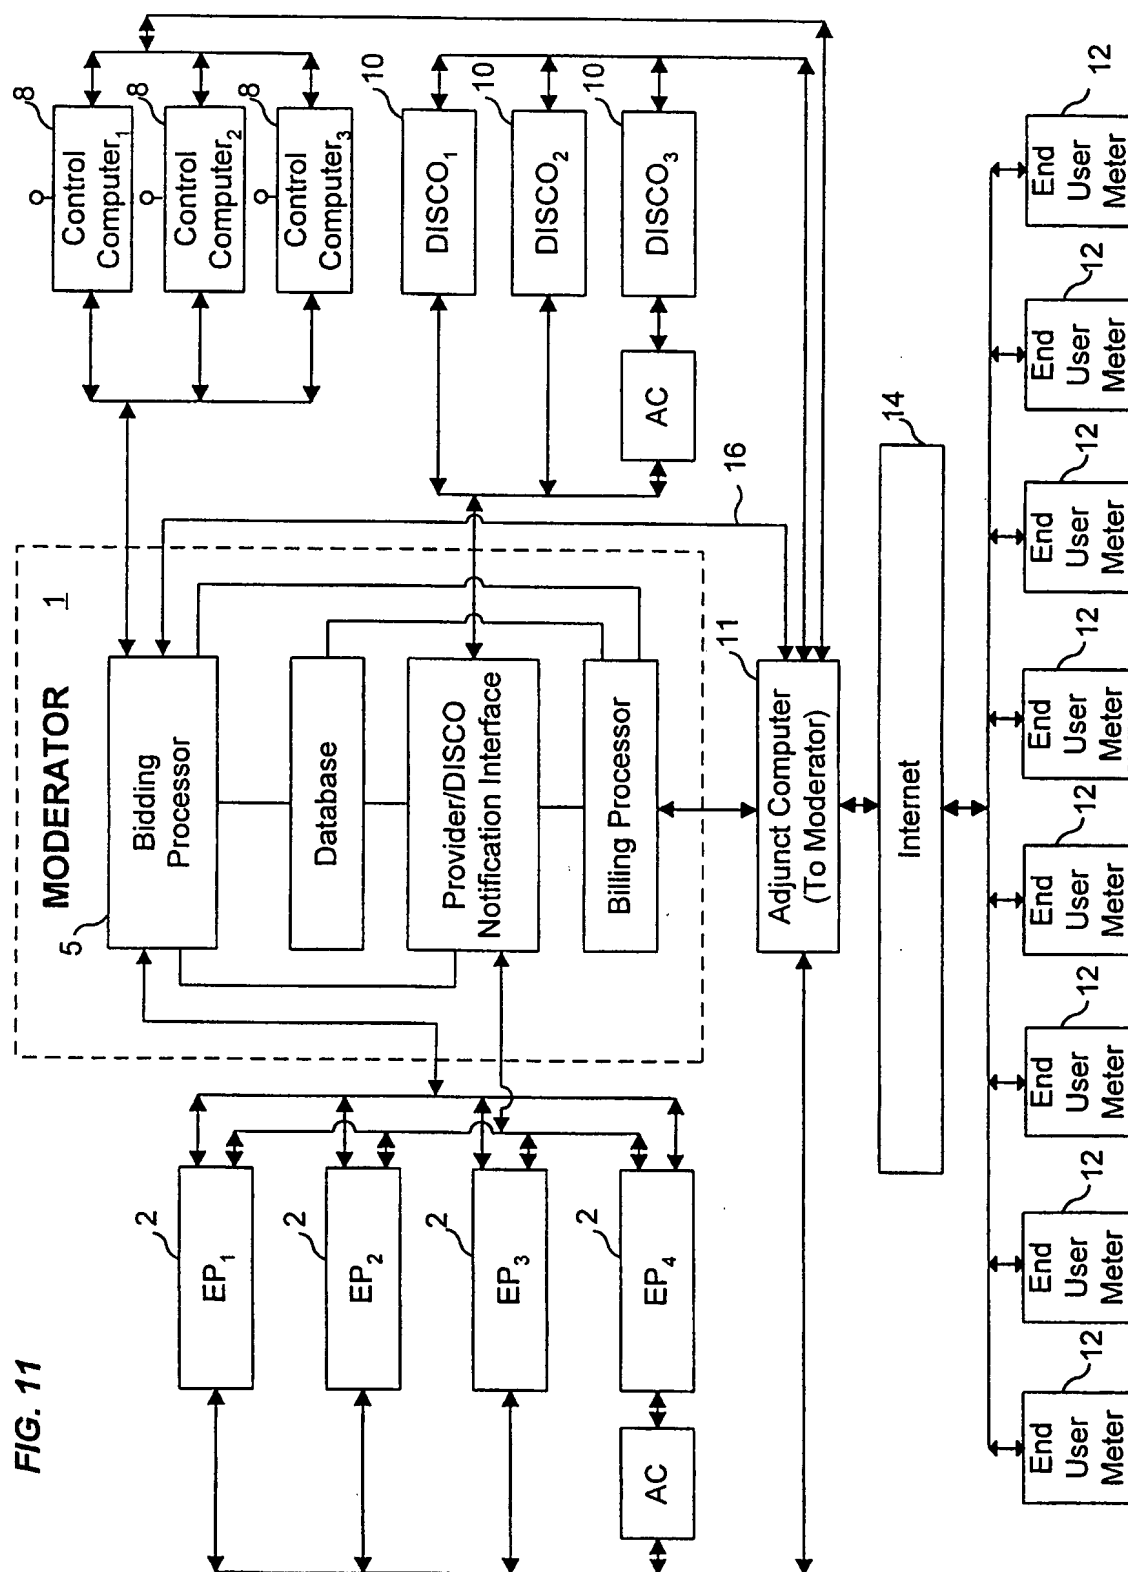 FIG. 11
MODERATOR
1
5
Bidding
Processor
Database
Provider/DISCO
Notification Interface
Billing Processor
2
EP1
2
EP2
2
EP3
2
EP4
AC
8
Control
Computer1
8
Control
Computer2
8
Control
Computer3
10
DISCO1
10
DISCO2
10
DISCO3
AC
16
11
Adjunct Computer
(To Moderator)
14
Internet
12
End
User
Meter
12
End
User
Meter
12
End
User
Meter
12
End
User
Meter
12
End
User
Meter
12
End
User
Meter
12
End
User
Meter
12
End
User
Meter